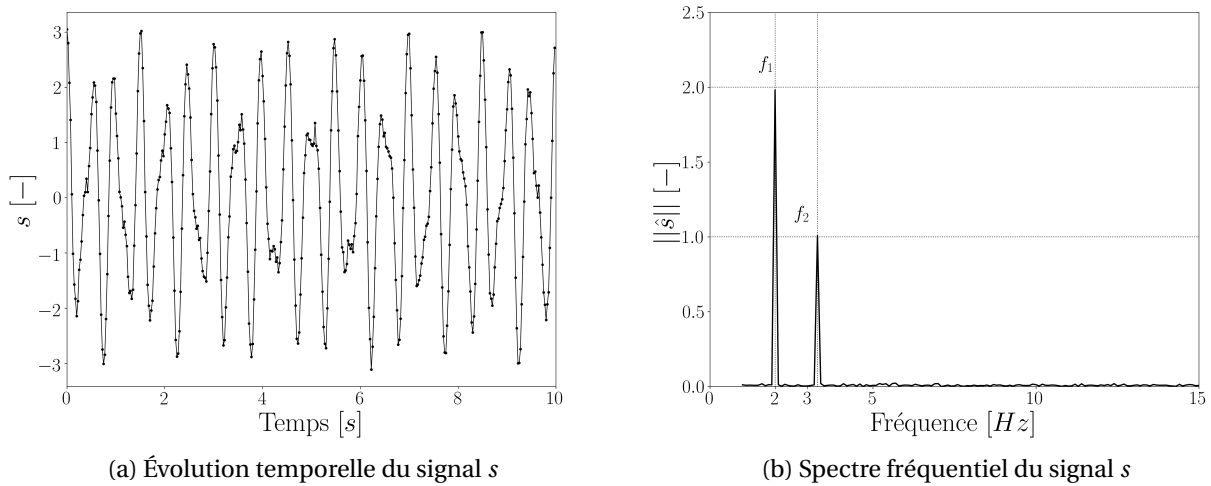 3
2
1
0
−1
−2
−3
s [−]
0 2 4 6 8 10
Temps [s]
(a) Évolution temporelle du signal s
2.5
2.0
1.5
1.0
0.5
0.0
||ŝ|| [−]
f₁
f₂
0 2 3 5 10 15
Fréquence [Hz]
(b) Spectre fréquentiel du signal s